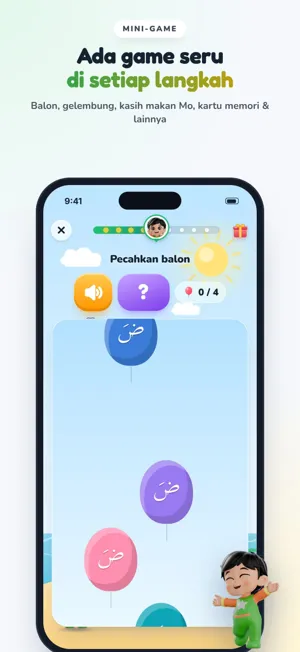 MINI-GAME
Ada game seru
di setiap langkah
Balon, gelembung, kasih makan Mo, kartu memori &
lainnya
9:41
Pecahkan balon
?
0 / 4
ضَ
ضَ
ضَ